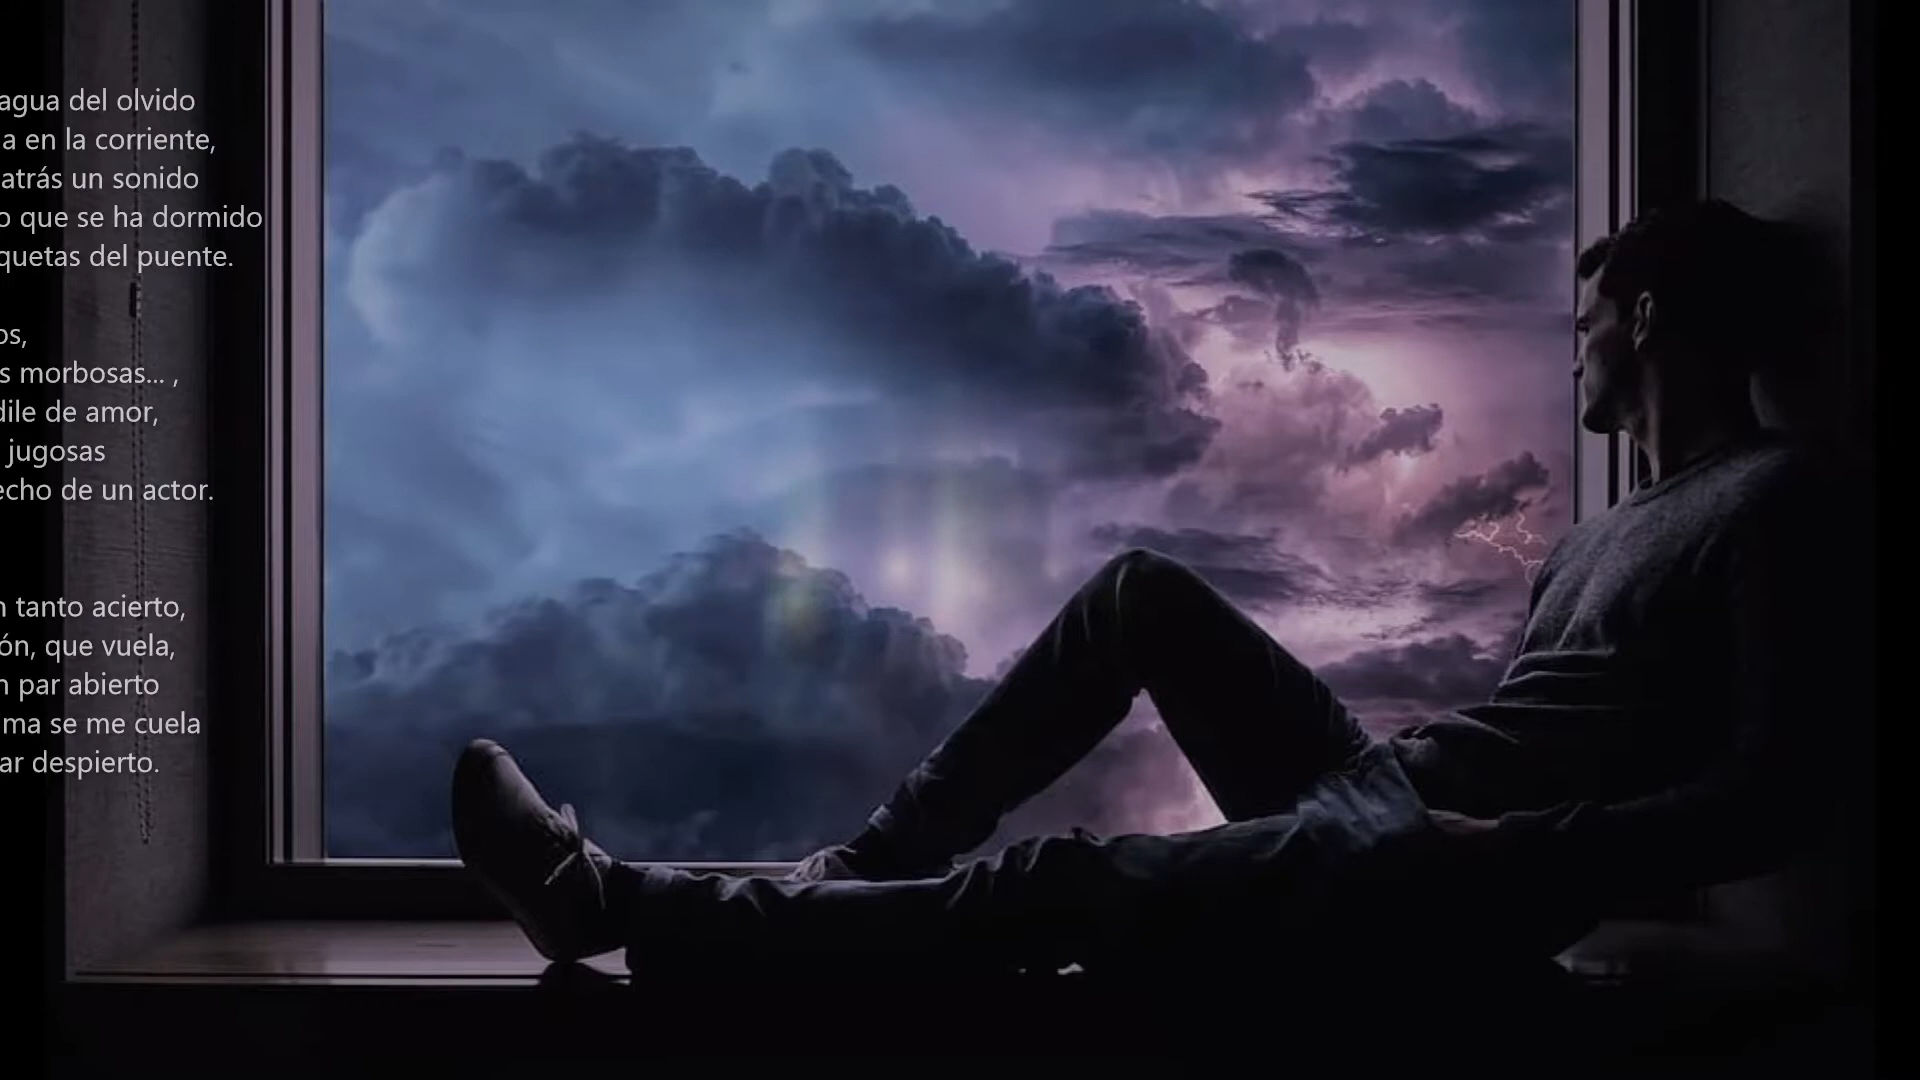 agua del olvido
a en la corriente,
atrás un sonido
o que se ha dormido
quetas del puente.
os,
s morbosas... ,
dile de amor,
jugosas
echo de un actor.
n tanto acierto,
ón, que vuela,
n par abierto
ma se me cuela
ar despierto.